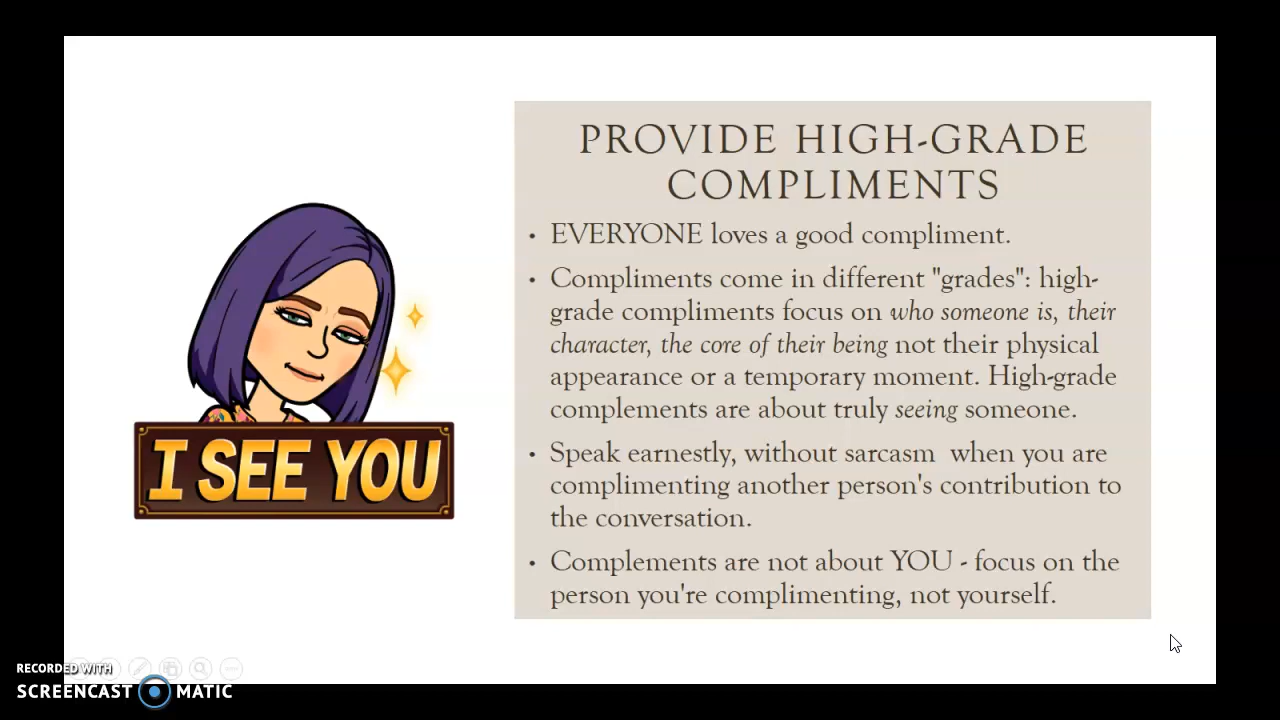 PROVIDE HIGH-GRADE
COMPLIMENTS
• EVERYONE loves a good compliment.
• Compliments come in different "grades": high-
grade compliments focus on who someone is, their
character, the core of their being not their physical
appearance or a temporary moment. High-grade
complements are about truly seeing someone.
• Speak earnestly, without sarcasm  when you are
complimenting another person's contribution to
the conversation.
• Complements are not about YOU - focus on the
person you're complimenting, not yourself.
I SEE YOU
RECORDED WITH
SCREENCAST MATIC